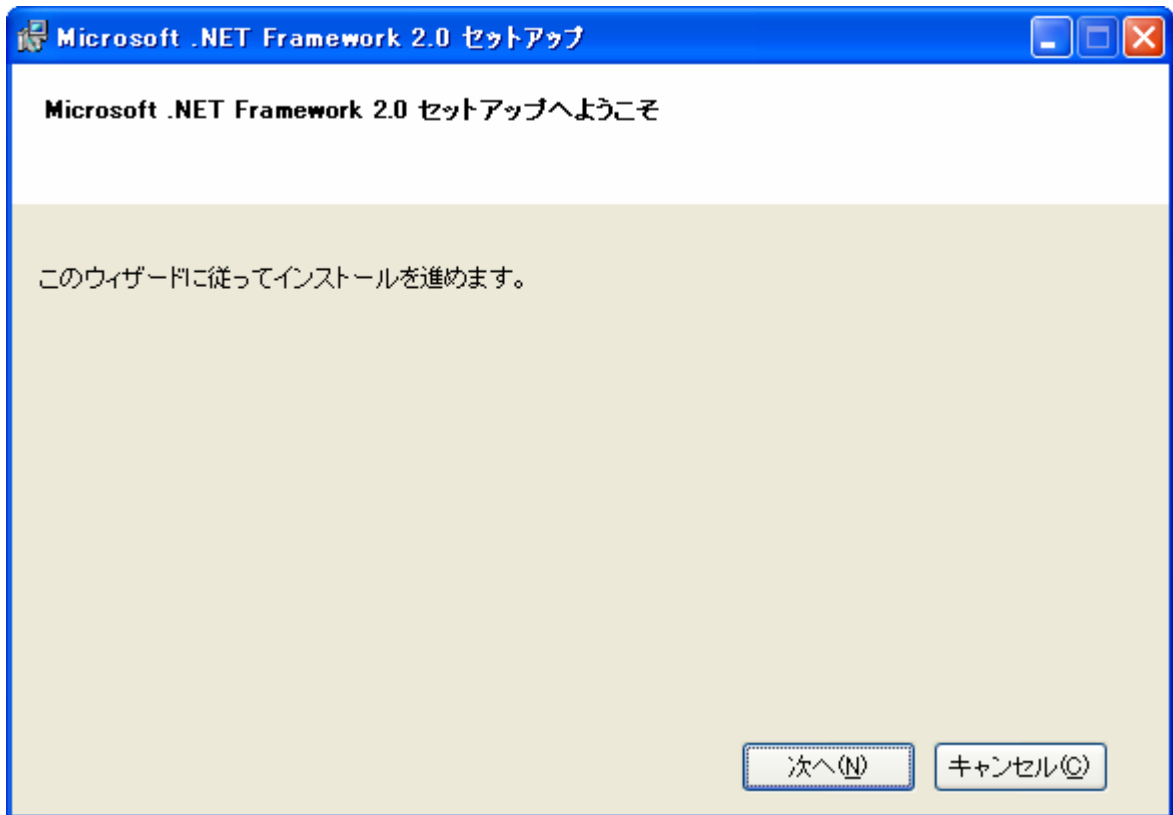 Microsoft .NET Framework 2.0 セットアップ
Microsoft .NET Framework 2.0 セットアップへようこそ
このウィザードに従ってインストールを進めます。
次へ(N)
キャンセル(C)